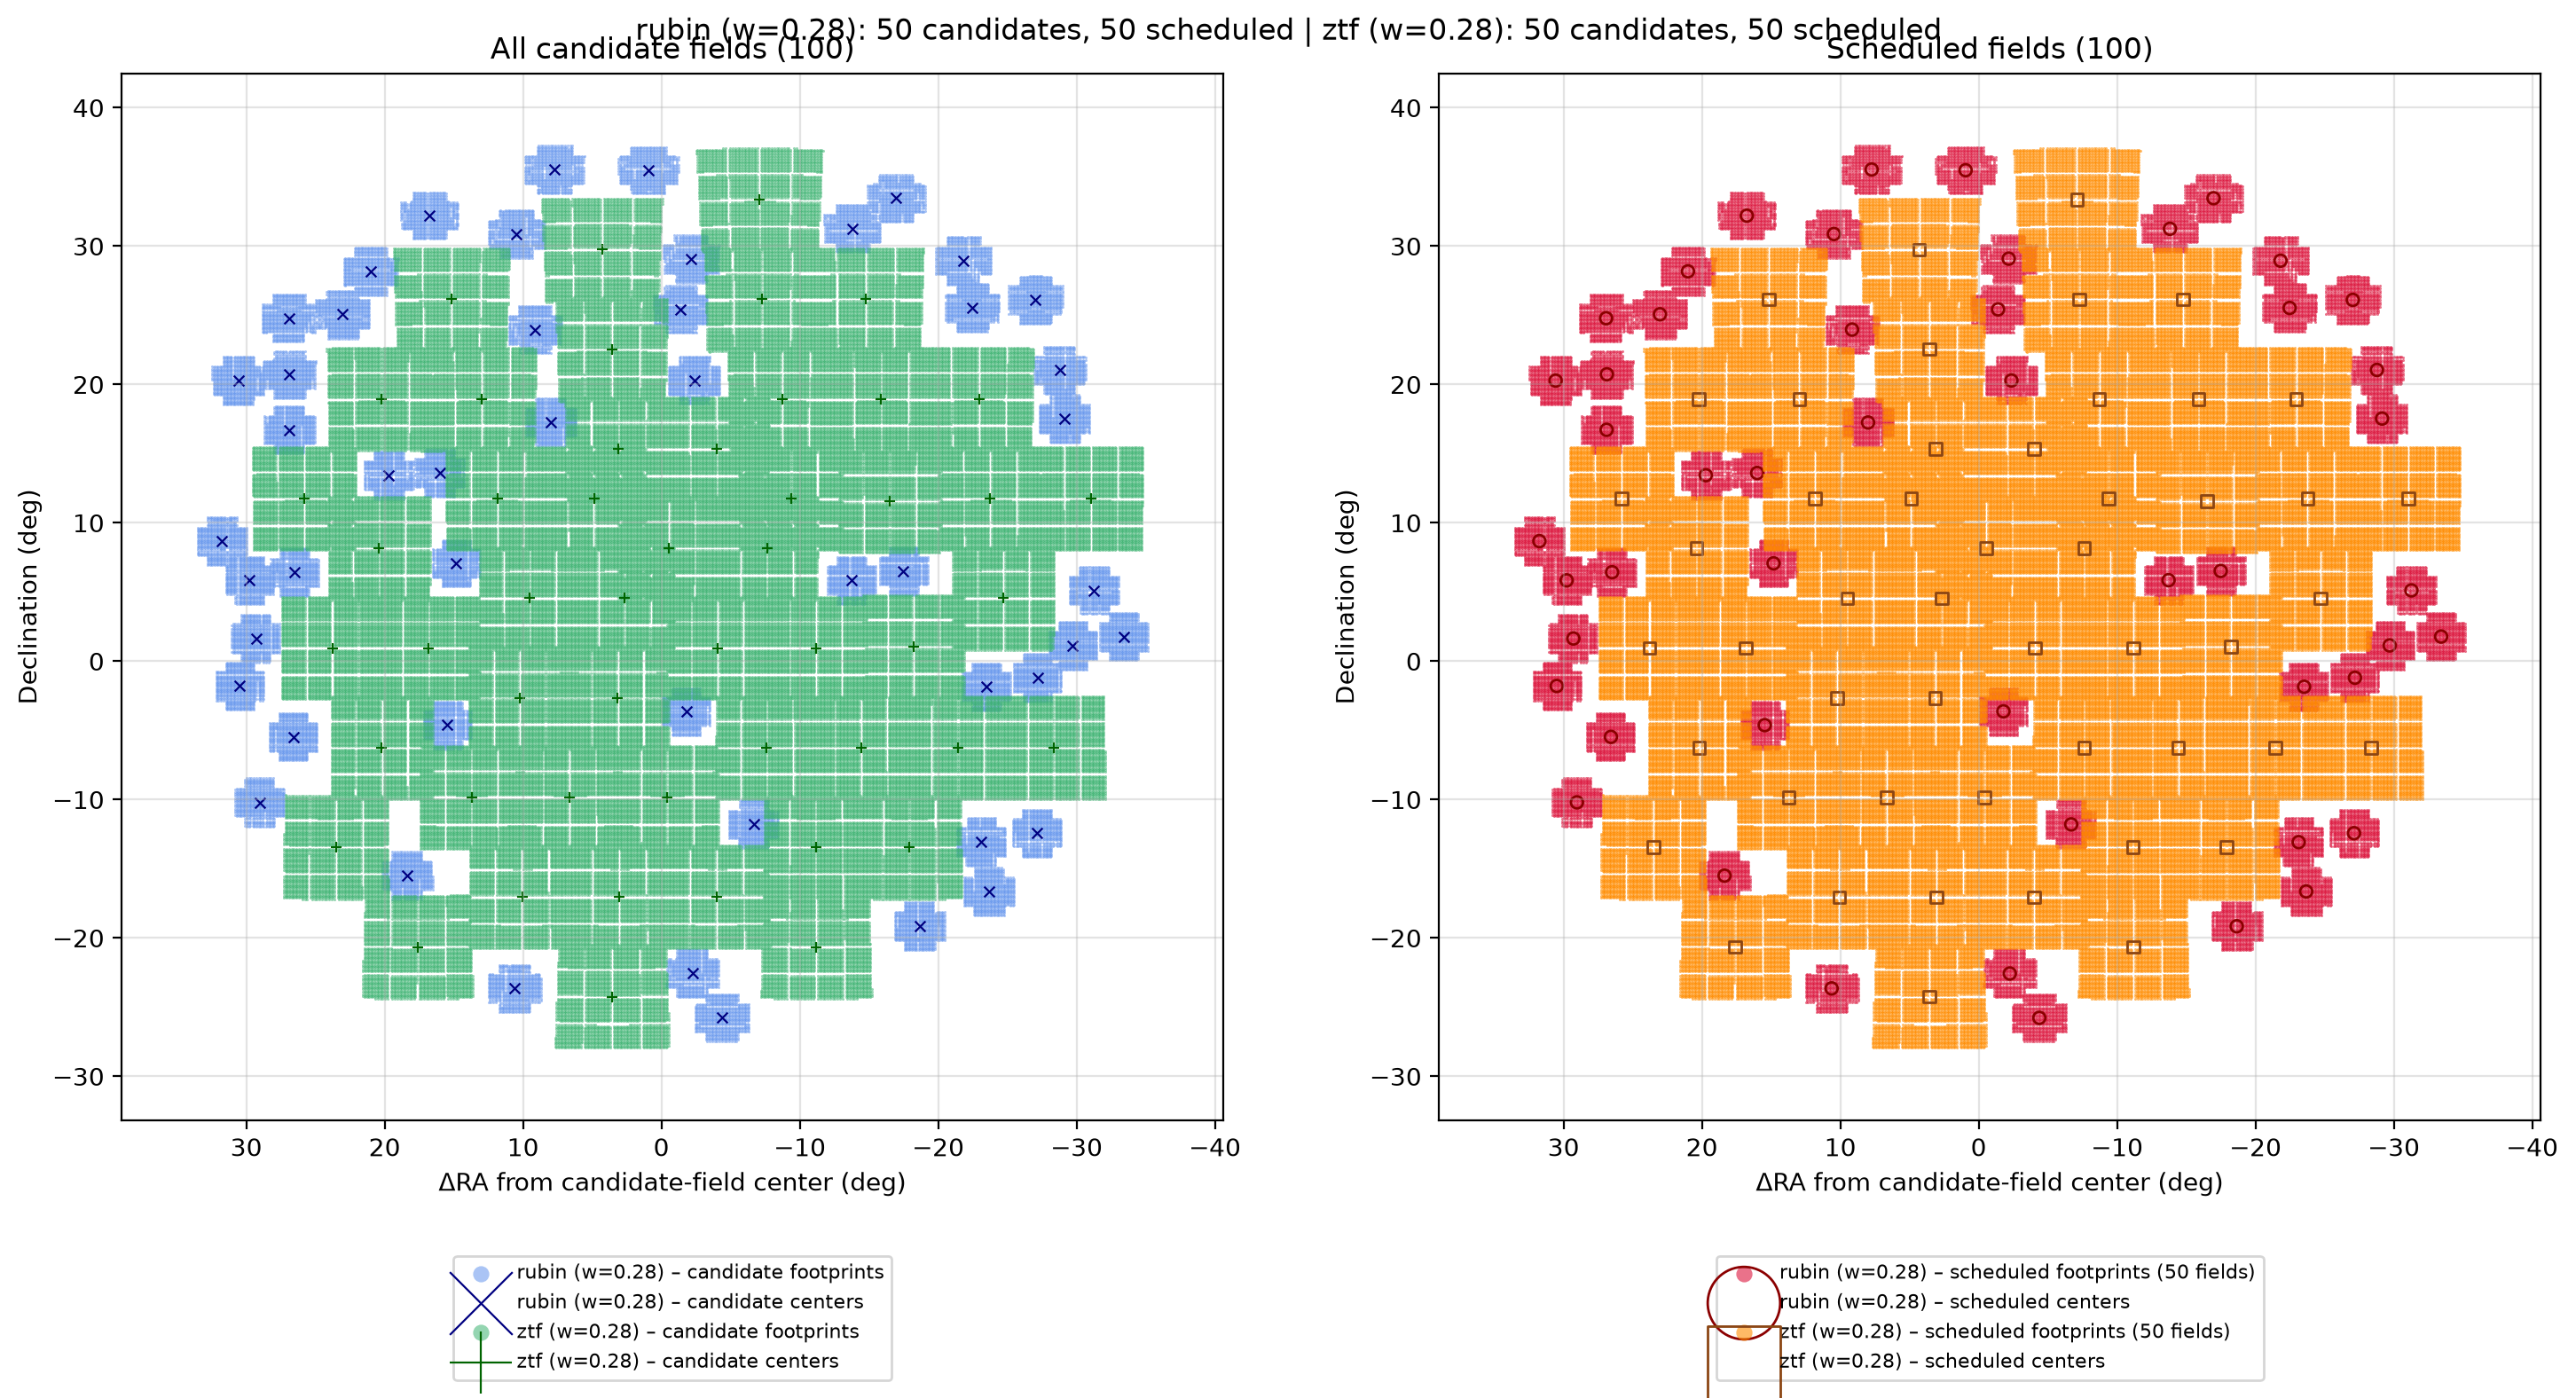 rubin (w=0.28): 50 candidates, 50 scheduled | ztf (w=0.28): 50 candidates, 50 scheduled
All candidate fields (100)
40
30
20
10
0
−10
−20
−30
Declination (deg)
30
20
10
0
−10
−20
−30
−40
ΔRA from candidate-field center (deg)
rubin (w=0.28) – candidate footprints
rubin (w=0.28) – candidate centers
ztf (w=0.28) – candidate footprints
ztf (w=0.28) – candidate centers
Scheduled fields (100)
40
30
20
10
0
−10
−20
−30
Declination (deg)
30
20
10
0
−10
−20
−30
−40
ΔRA from candidate-field center (deg)
rubin (w=0.28) – scheduled footprints (50 fields)
rubin (w=0.28) – scheduled centers
ztf (w=0.28) – scheduled footprints (50 fields)
ztf (w=0.28) – scheduled centers